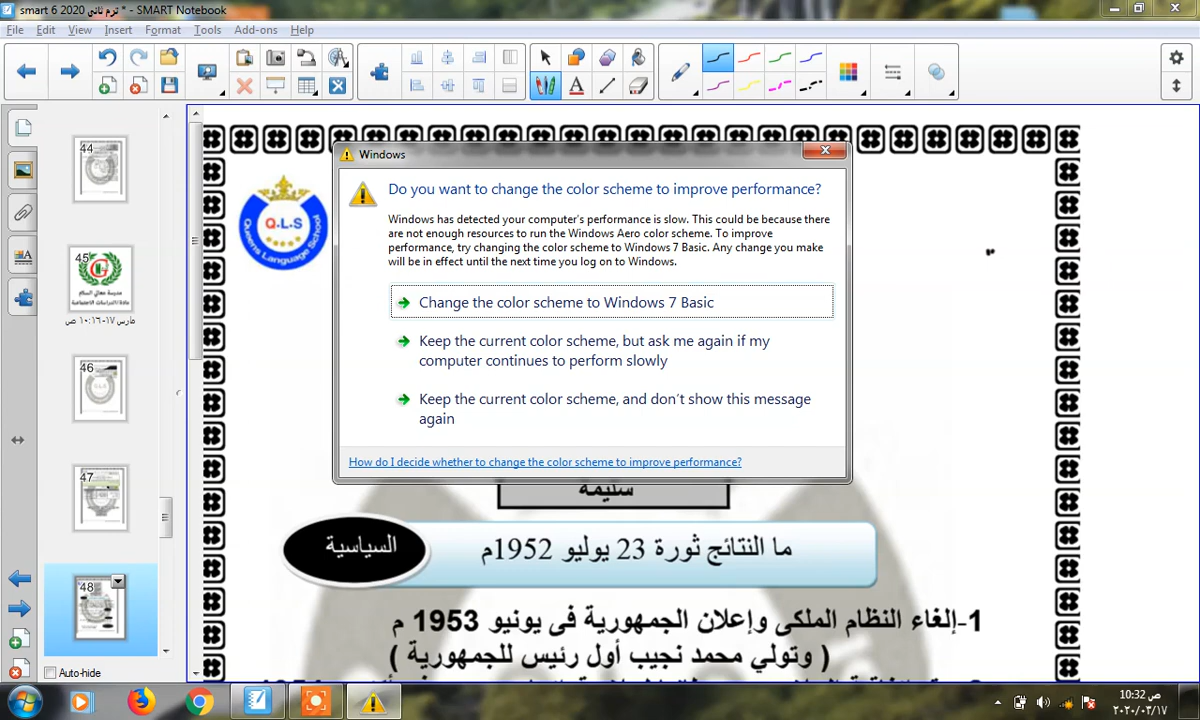 smart 6 2020 ترم ثاني * - SMART Notebook
File Edit View Insert Format Tools Add-ons Help
44
45
مدرسة معالي السلام
مادة / الدراسات الاجتماعية
مارس ١٧-١٠:١٦ ص
46
47
48
Auto-hide
Q.L.S
Queens Language School
Windows
Do you want to change the color scheme to improve performance?
Windows has detected your computer's performance is slow. This could be because there
are not enough resources to run the Windows Aero color scheme. To improve
performance, try changing the color scheme to Windows 7 Basic. Any change you make
will be in effect until the next time you log on to Windows.
Change the color scheme to Windows 7 Basic
Keep the current color scheme, but ask me again if my
computer continues to perform slowly
Keep the current color scheme, and don't show this message
again
How do I decide whether to change the color scheme to improve performance?
سليمة
ما النتائج ثورة 23 يوليو 1952م
السياسية
1-إلغاء النظام الملكى وإعلان الجمهورية فى يونيو 1953 م
( وتولي محمد نجيب أول رئيس للجمهورية )
10:32 ص
٢٠٢٠/٠٣/١٧